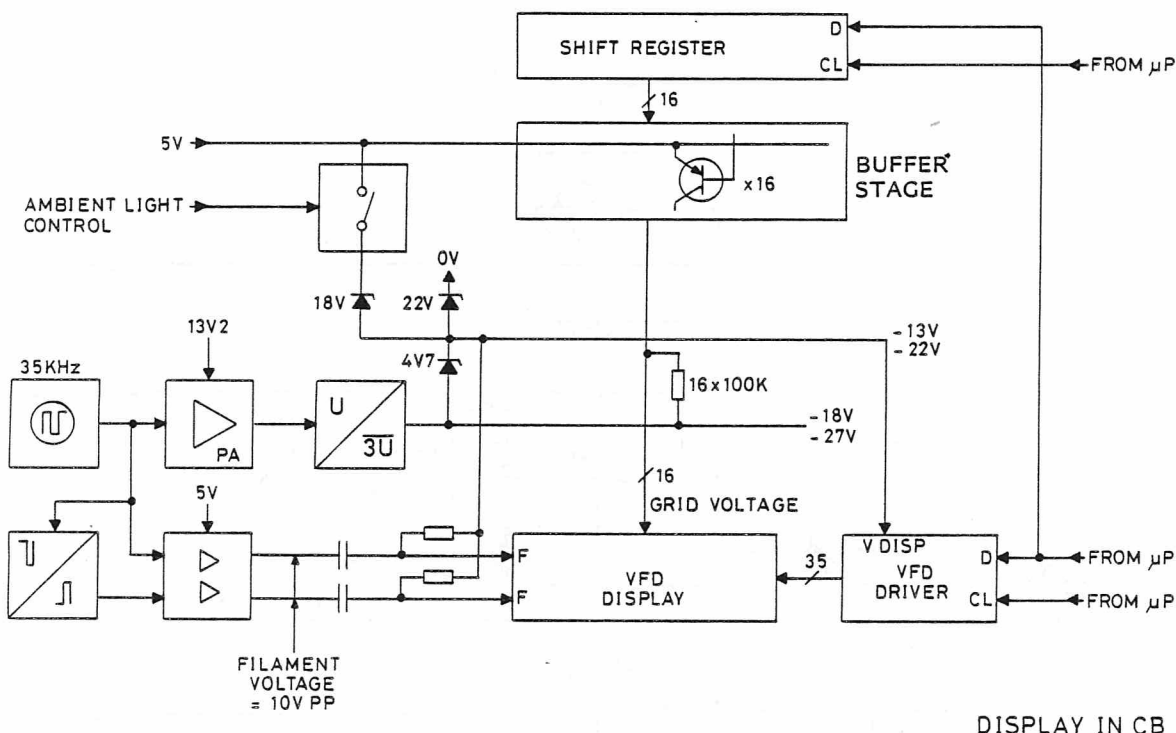 SHIFT REGISTER
D
CL
FROM µP
16
5V
BUFFER*
STAGE
x16
AMBIENT LIGHT
CONTROL
0V
18V
22V
13V2
-13V
-22V
35KHz
4V7
16x100K
U
3U
PA
-18V
-27V
16
5V
GRID VOLTAGE
V DISP
F
VFD
DISPLAY
F
35
VFD
DRIVER
D
CL
FROM µP
FROM µP
FILAMENT
VOLTAGE
= 10V PP
DISPLAY IN CB